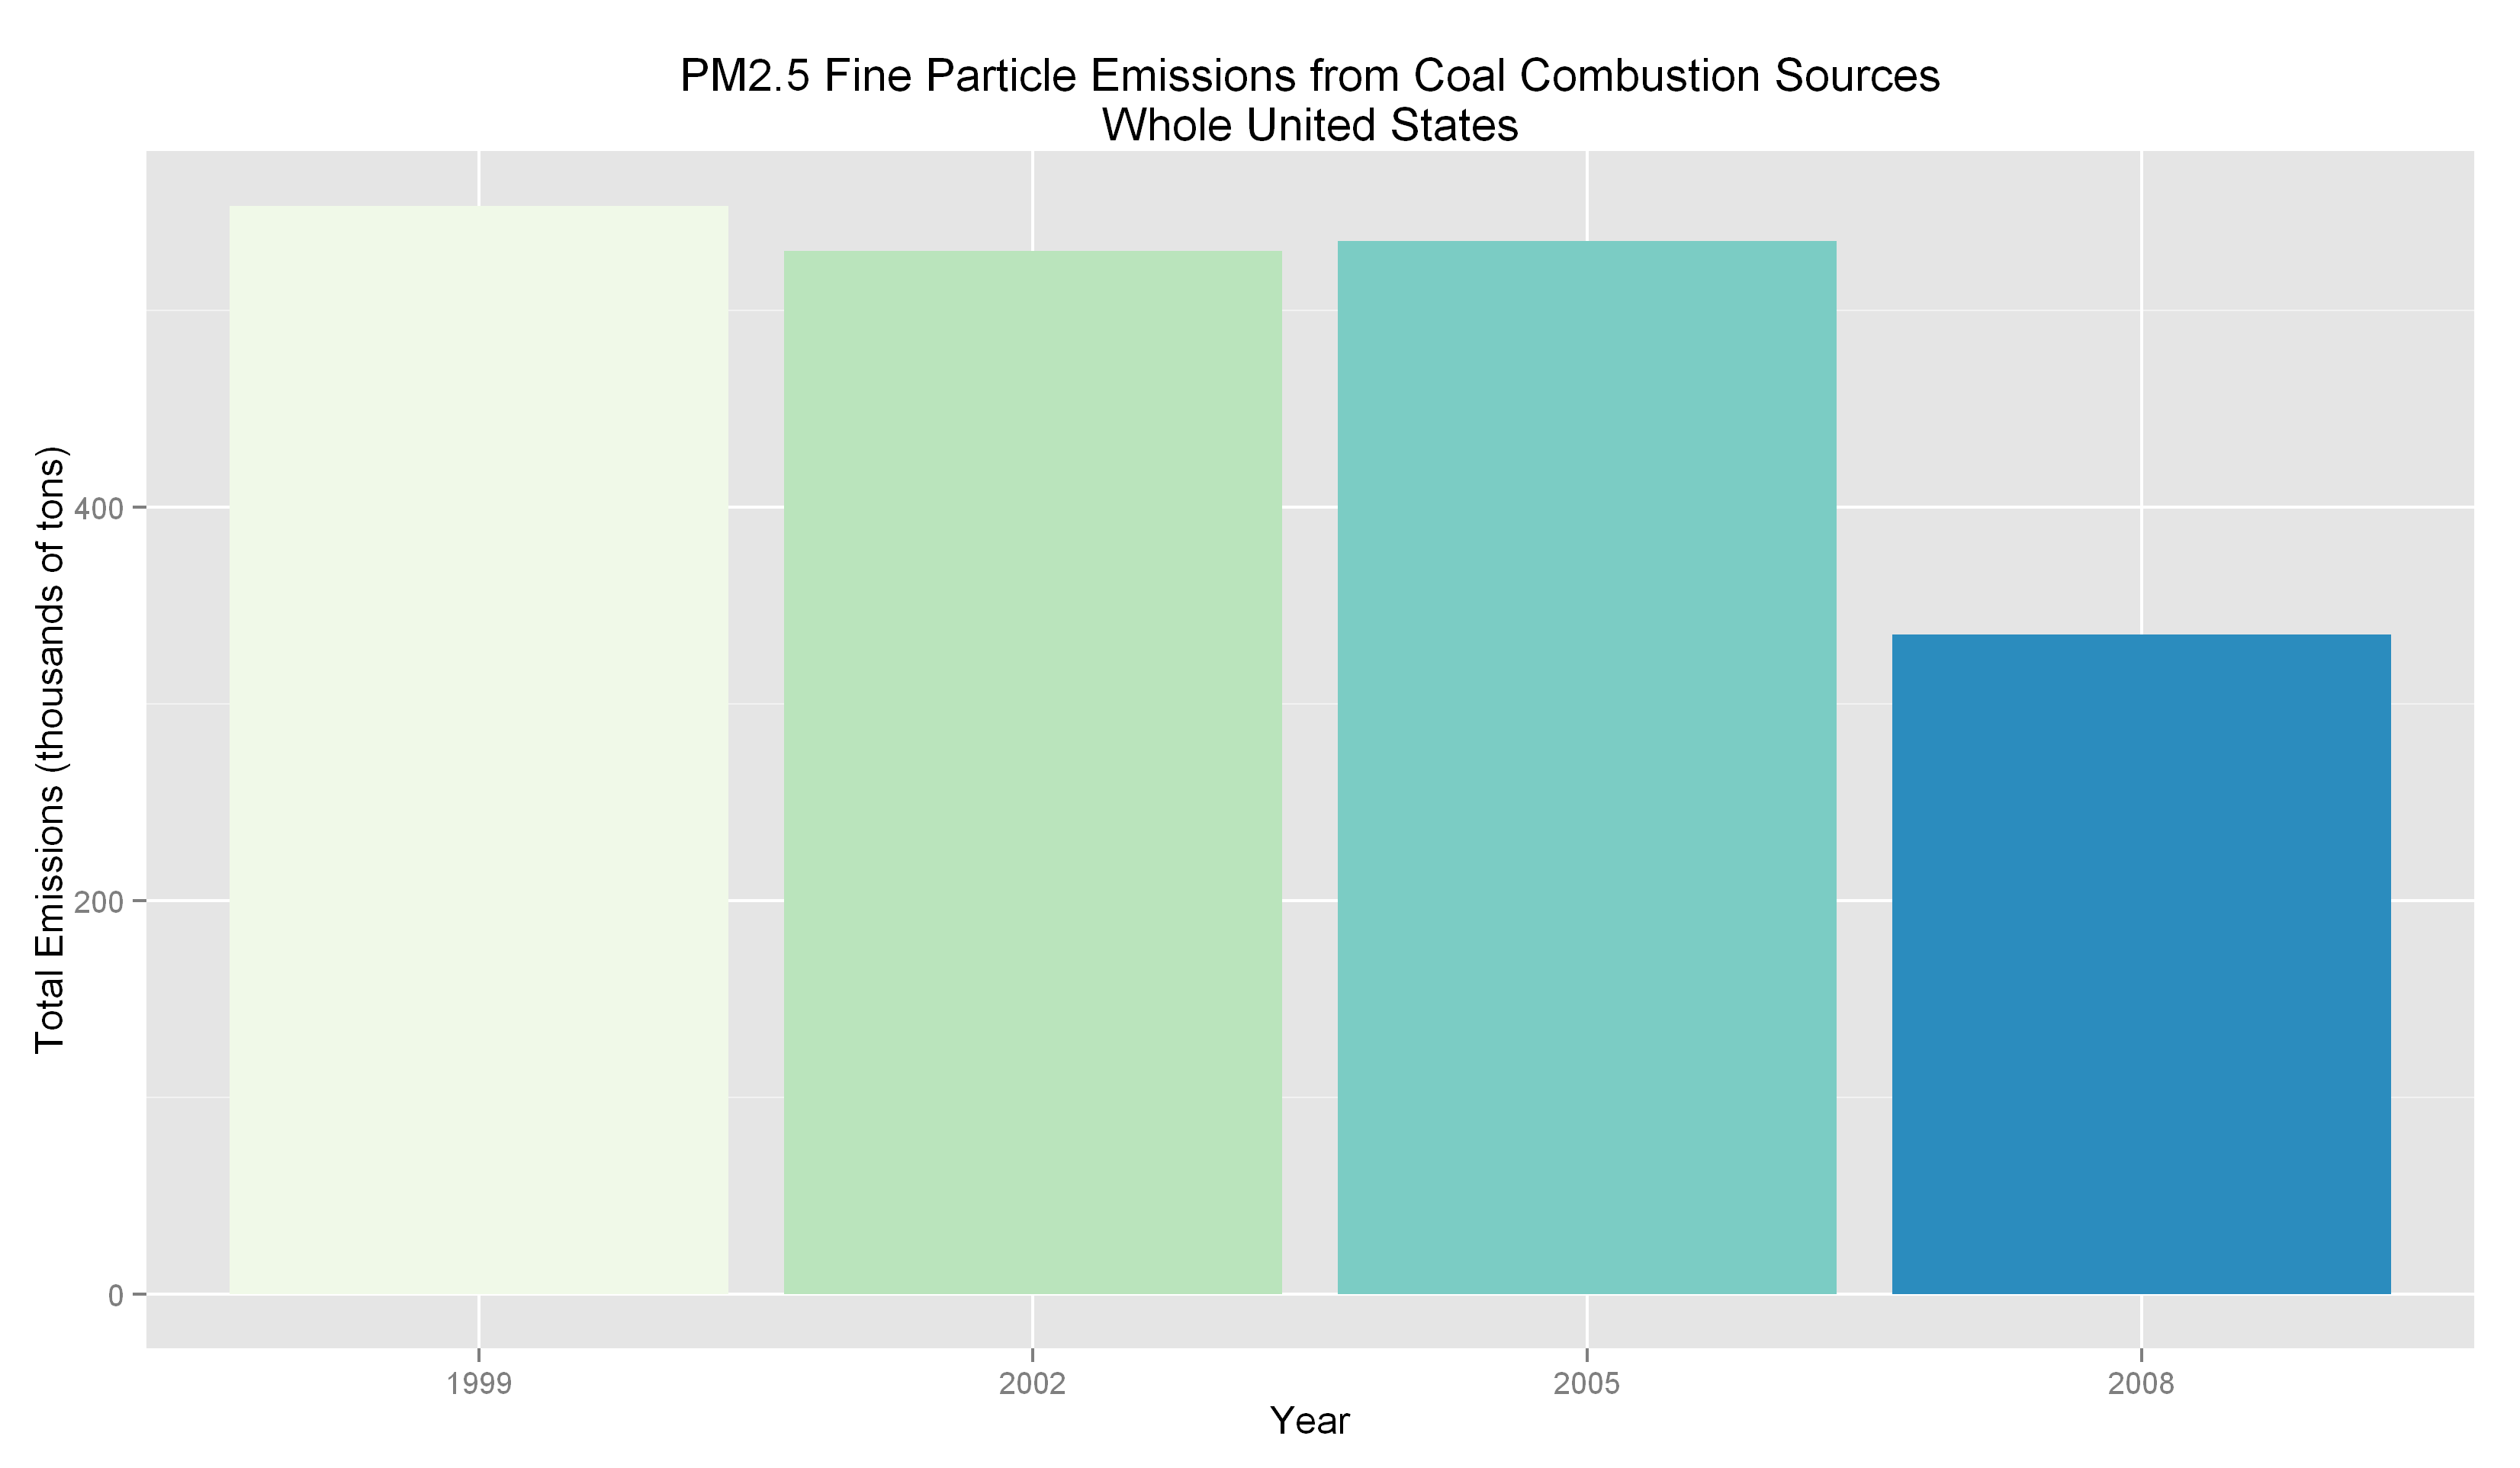 PM2.5 Fine Particle Emissions from Coal Combustion Sources
Whole United States
Total Emissions (thousands of tons)
400
200
0
1999 2002 2005 2008
Year